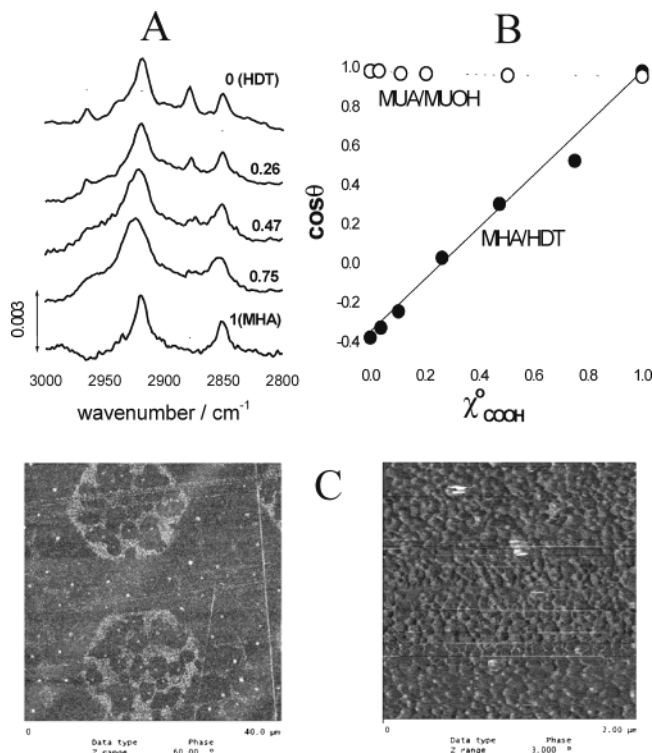 A
0 (HDT)
0.26
0.47
0.75
1(MHA)
0.003
3000 2950 2900 2850 2800
wavenumber / cm⁻¹
B
1.0
0.8
0.6
0.4
0.2
0.0
-0.2
-0.4
cosθ
MUA/MUOH
MHA/HDT
0.0 0.2 0.4 0.6 0.8 1.0
χ°COOH
C
0 40.0 µm
Data type Phase
Z range 60.00 °
0 2.00 µm
Data type Phase
Z range 3.000 °